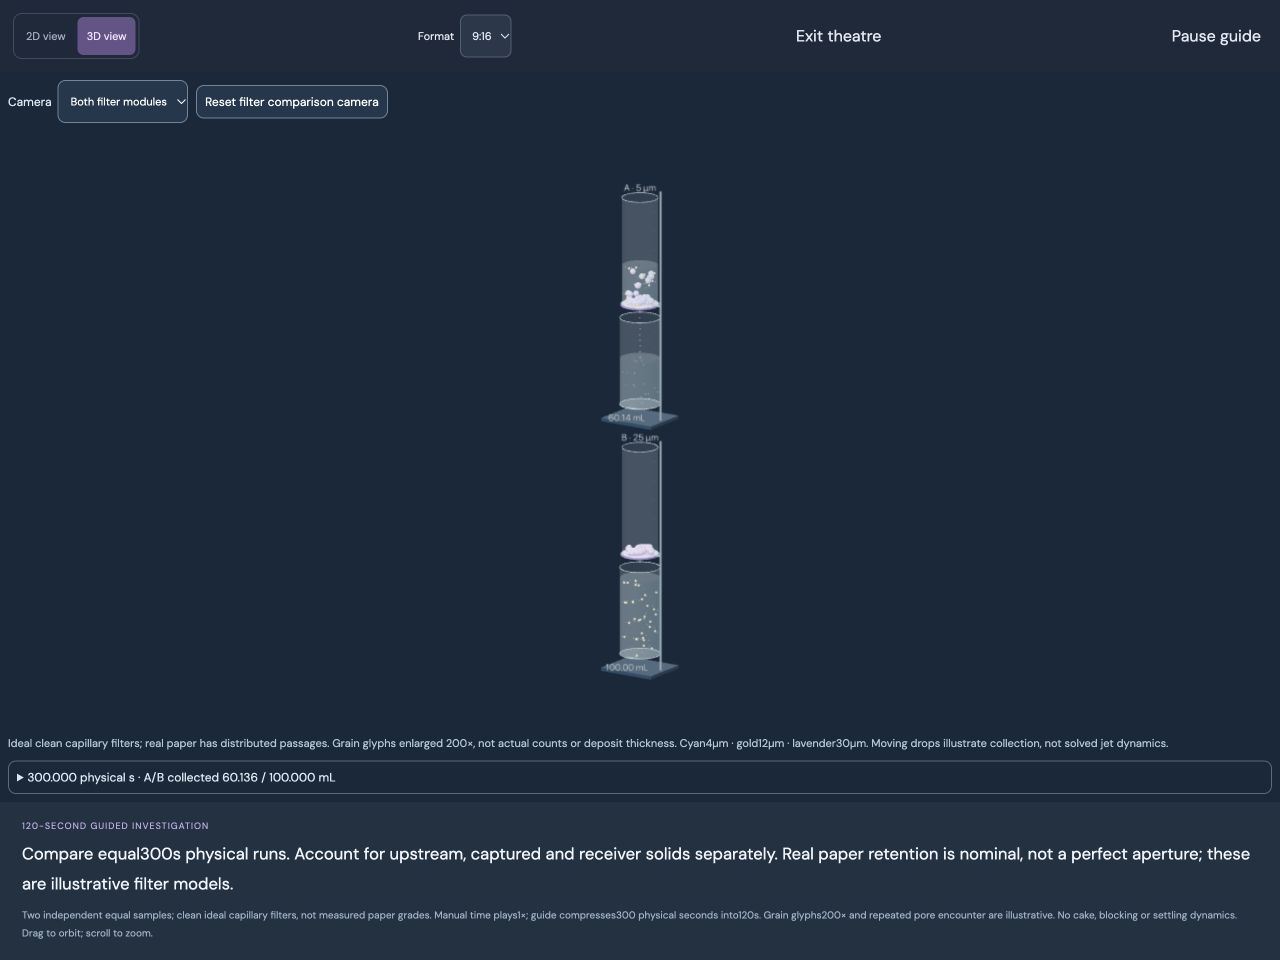 2D view
3D view
Format
9:16
Exit theatre
Pause guide
Camera
Both filter modules
Reset filter comparison camera
A · 5 µm
60.14 mL
B · 25 µm
100.00 mL
Ideal clean capillary filters; real paper has distributed passages. Grain glyphs enlarged 200×, not actual counts or deposit thickness. Cyan4µm · gold12µm · lavender30µm. Moving drops illustrate collection, not solved jet dynamics.
300.000 physical s · A/B collected 60.136 / 100.000 mL
120-SECOND GUIDED INVESTIGATION
Compare equal300s physical runs. Account for upstream, captured and receiver solids separately. Real paper retention is nominal, not a perfect aperture; these
are illustrative filter models.
Two independent equal samples; clean ideal capillary filters, not measured paper grades. Manual time plays1×; guide compresses300 physical seconds into120s. Grain glyphs200× and repeated pore encounter are illustrative. No cake, blocking or settling dynamics.
Drag to orbit; scroll to zoom.